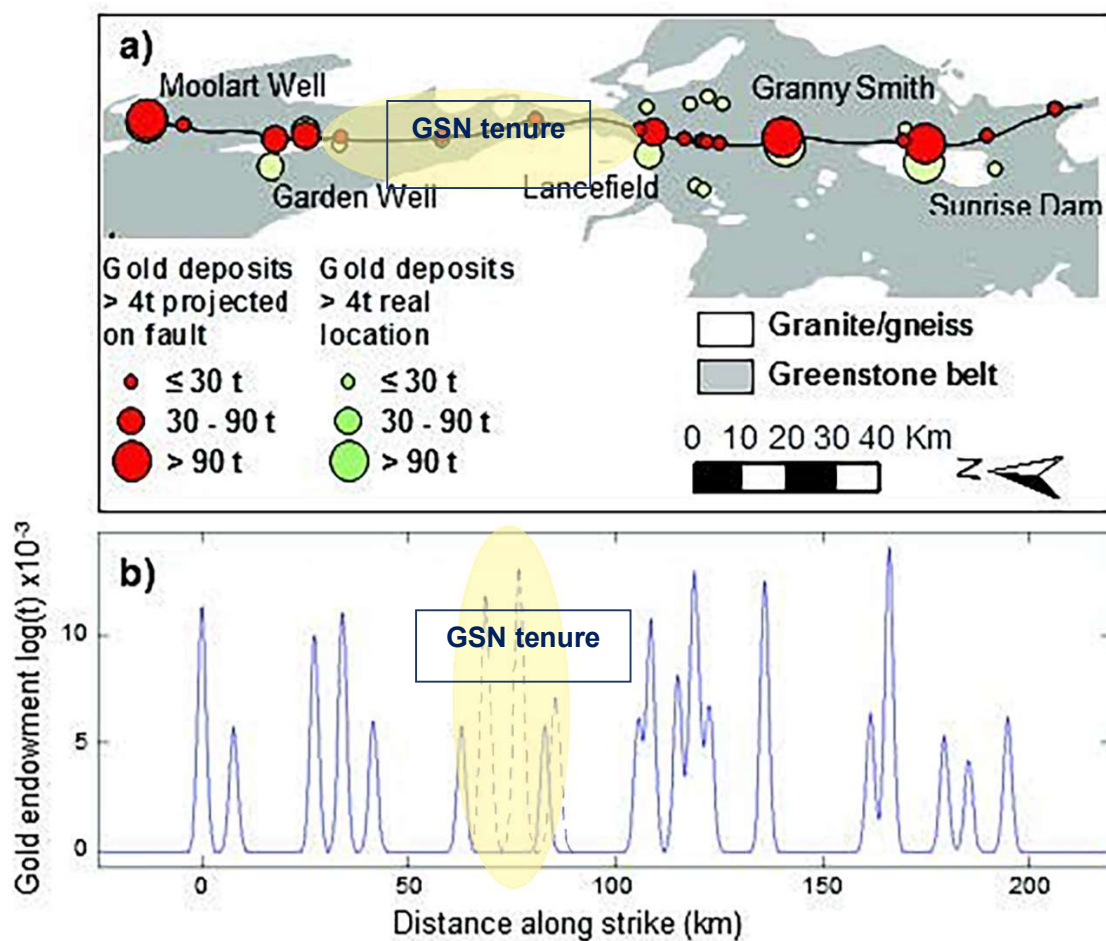 a)
Moolart Well
Granny Smith
GSN tenure
Garden Well
Lancefield
Sunrise Dam
Gold deposits
> 4t projected
on fault
≤ 30 t
30 - 90 t
> 90 t
Gold deposits
> 4t real
location
≤ 30 t
30 - 90 t
> 90 t
Granite/gneiss
Greenstone belt
0 10 20 30 40 Km
N
b)
GSN tenure
Gold endowment log(t) x10⁻³
10
5
0
0 50 100 150 200
Distance along strike (km)